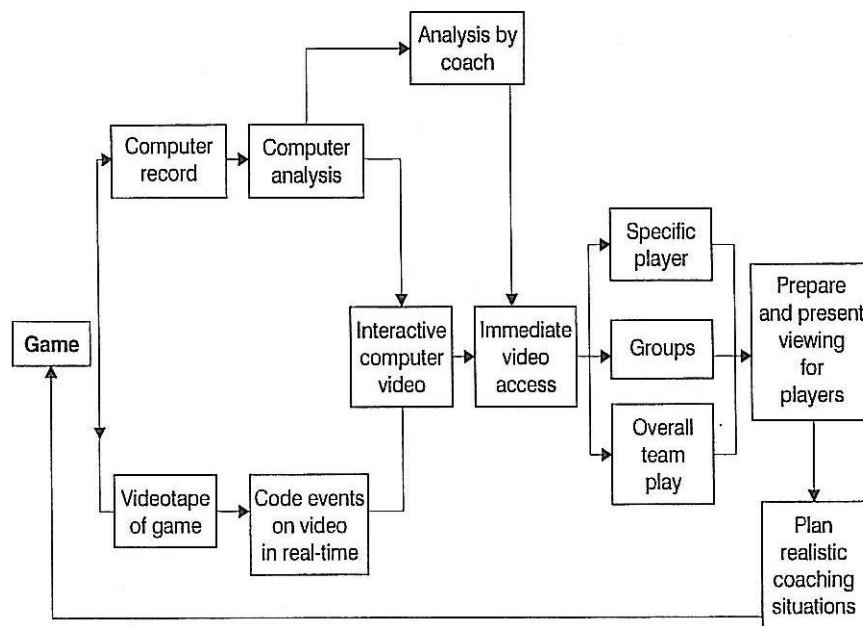 Analysis by
coach
Computer
record
Computer
analysis
Specific
player
Prepare
and present
viewing
for
players
Game
Interactive
computer
video
Immediate
video
access
Groups
Overall
team
play
Videotape
of game
Code events
on video
in real-time
Plan
realistic
coaching
situations